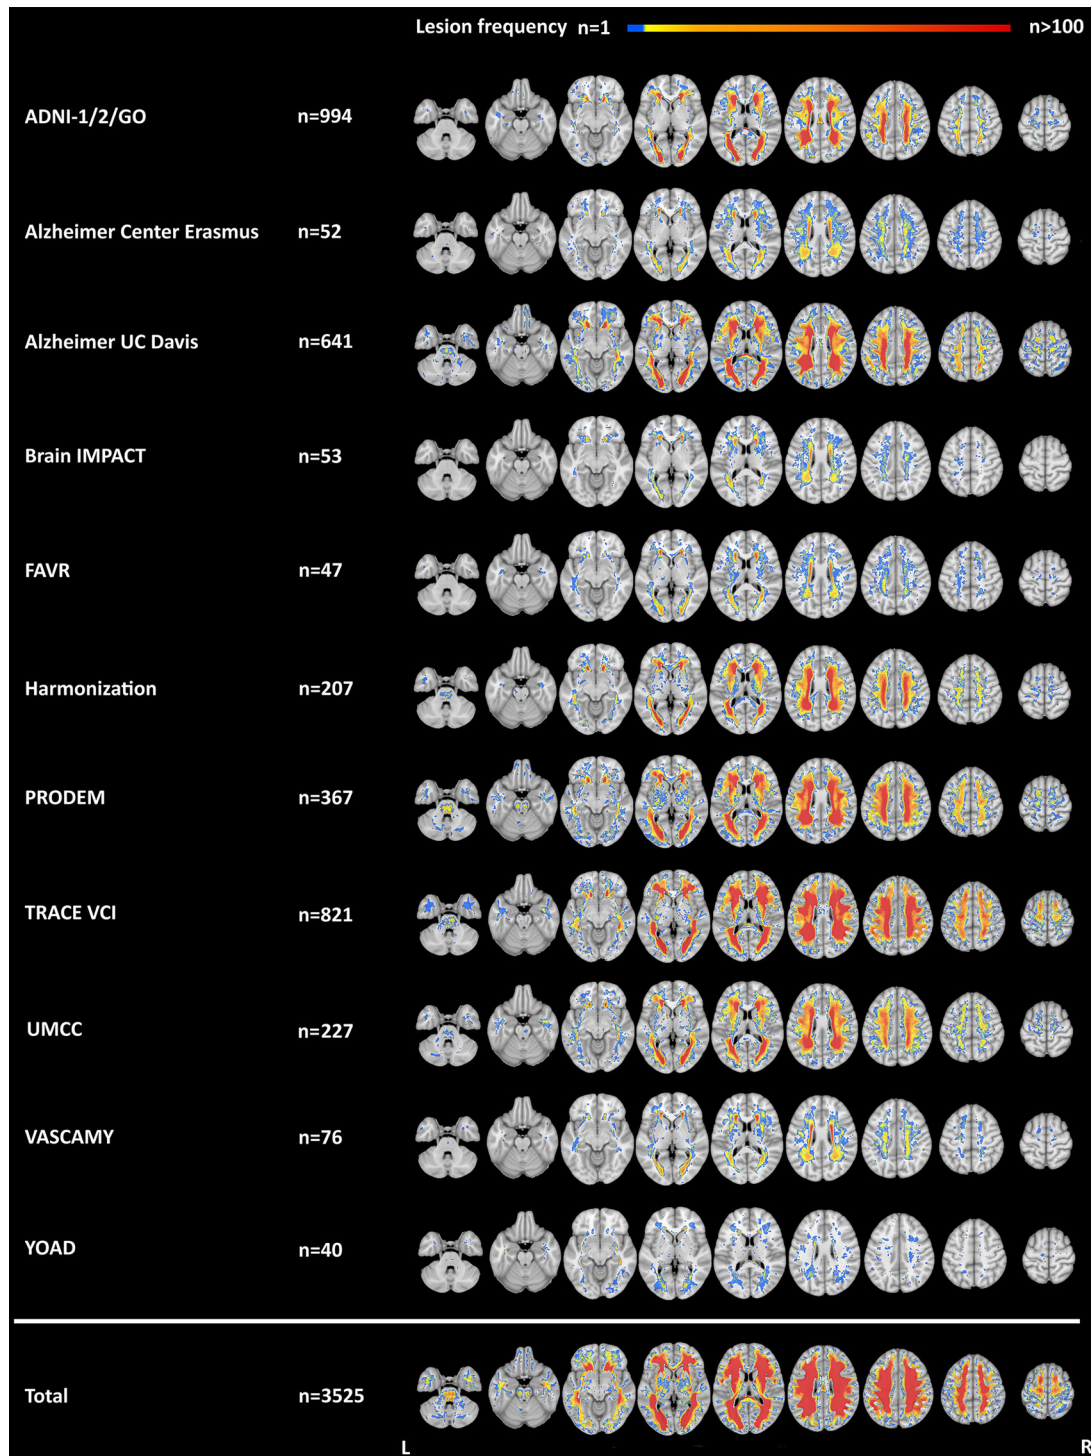 Lesion frequency n=1 n>100
ADNI-1/2/GO n=994
Alzheimer Center Erasmus n=52
Alzheimer UC Davis n=641
Brain IMPACT n=53
FAVR n=47
Harmonization n=207
PRODEM n=367
TRACE VCI n=821
UMCC n=227
VASCAMY n=76
YOAD n=40
Total n=3525
L R